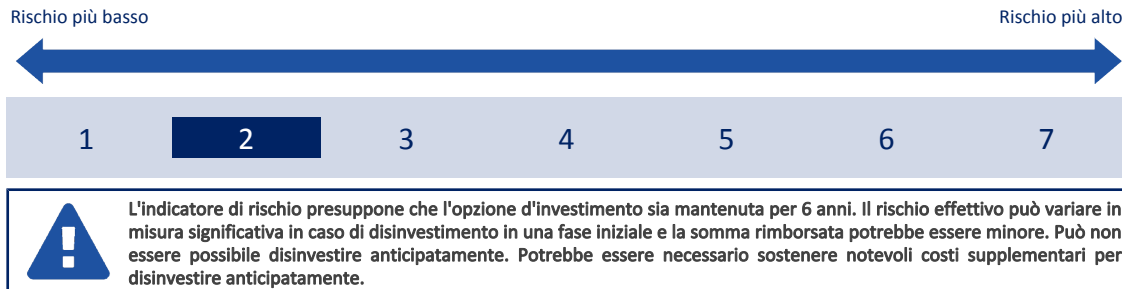 Rischio più basso Rischio più alto
1 2 3 4 5 6 7
L'indicatore di rischio presuppone che l'opzione d'investimento sia mantenuta per 6 anni. Il rischio effettivo può variare in
misura significativa in caso di disinvestimento in una fase iniziale e la somma rimborsata potrebbe essere minore. Può non
essere possibile disinvestire anticipatamente. Potrebbe essere necessario sostenere notevoli costi supplementari per
disinvestire anticipatamente.